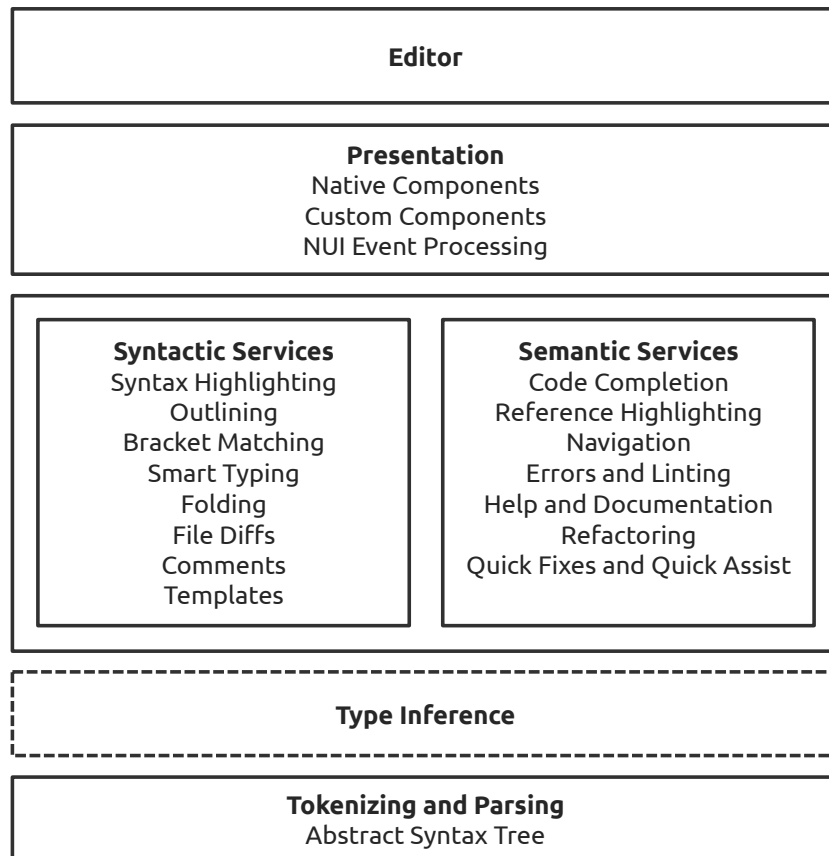 Editor
Presentation
Native Components
Custom Components
NUI Event Processing
Syntactic Services
Syntax Highlighting
Outlining
Bracket Matching
Smart Typing
Folding
File Diffs
Comments
Templates
Semantic Services
Code Completion
Reference Highlighting
Navigation
Errors and Linting
Help and Documentation
Refactoring
Quick Fixes and Quick Assist
Type Inference
Tokenizing and Parsing
Abstract Syntax Tree